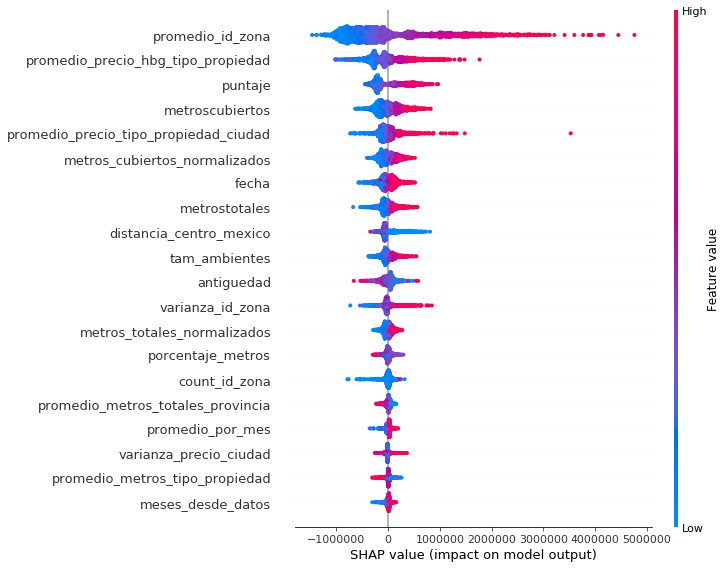 High
promedio_id_zona
promedio_precio_hbg_tipo_propiedad
puntaje
metroscubiertos
promedio_precio_tipo_propiedad_ciudad
metros_cubiertos_normalizados
fecha
metrostotales
distancia_centro_mexico
tam_ambientes
antiguedad
varianza_id_zona
metros_totales_normalizados
porcentaje_metros
count_id_zona
promedio_metros_totales_provincia
promedio_por_mes
varianza_precio_ciudad
promedio_metros_tipo_propiedad
meses_desde_datos
Feature value
Low
−1000000 0 1000000 2000000 3000000 4000000 5000000
SHAP value (impact on model output)